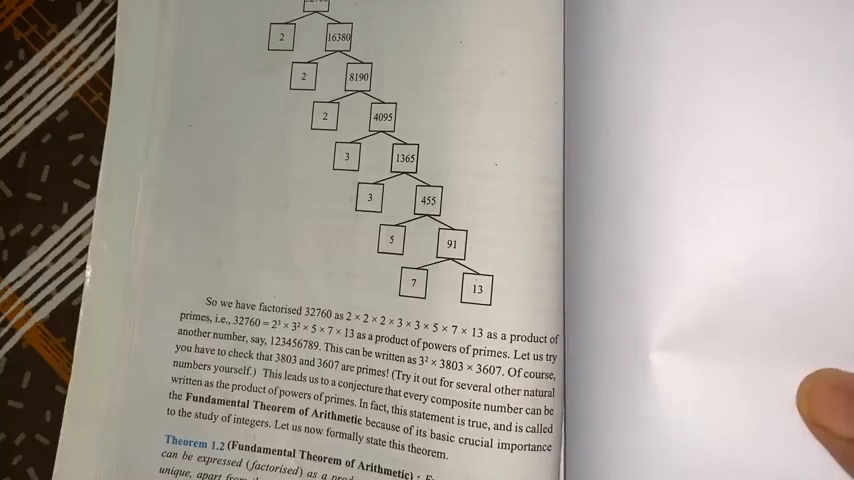 2 16380
2 8190
2 4095
3 1365
3 455
5 91
7 13
So we have factorised 32760 as 2 × 2 × 2 × 3 × 3 × 5 × 7 × 13 as a product of
primes, i.e., 32760 = 2³ × 3² × 5 × 7 × 13 as a product of powers of primes. Let us try
another number, say, 123456789. This can be written as 3² × 3803 × 3607. Of course,
you have to check that 3803 and 3607 are primes! (Try it out for several other natural
numbers yourself.) This leads us to a conjecture that every composite number can be
written as the product of powers of primes. In fact, this statement is true, and is called
the Fundamental Theorem of Arithmetic because of its basic crucial importance
to the study of integers. Let us now formally state this theorem.
Theorem 1.2 (Fundamental Theorem of Arithmetic) :
can be expressed (factorised) as a
unique, apart